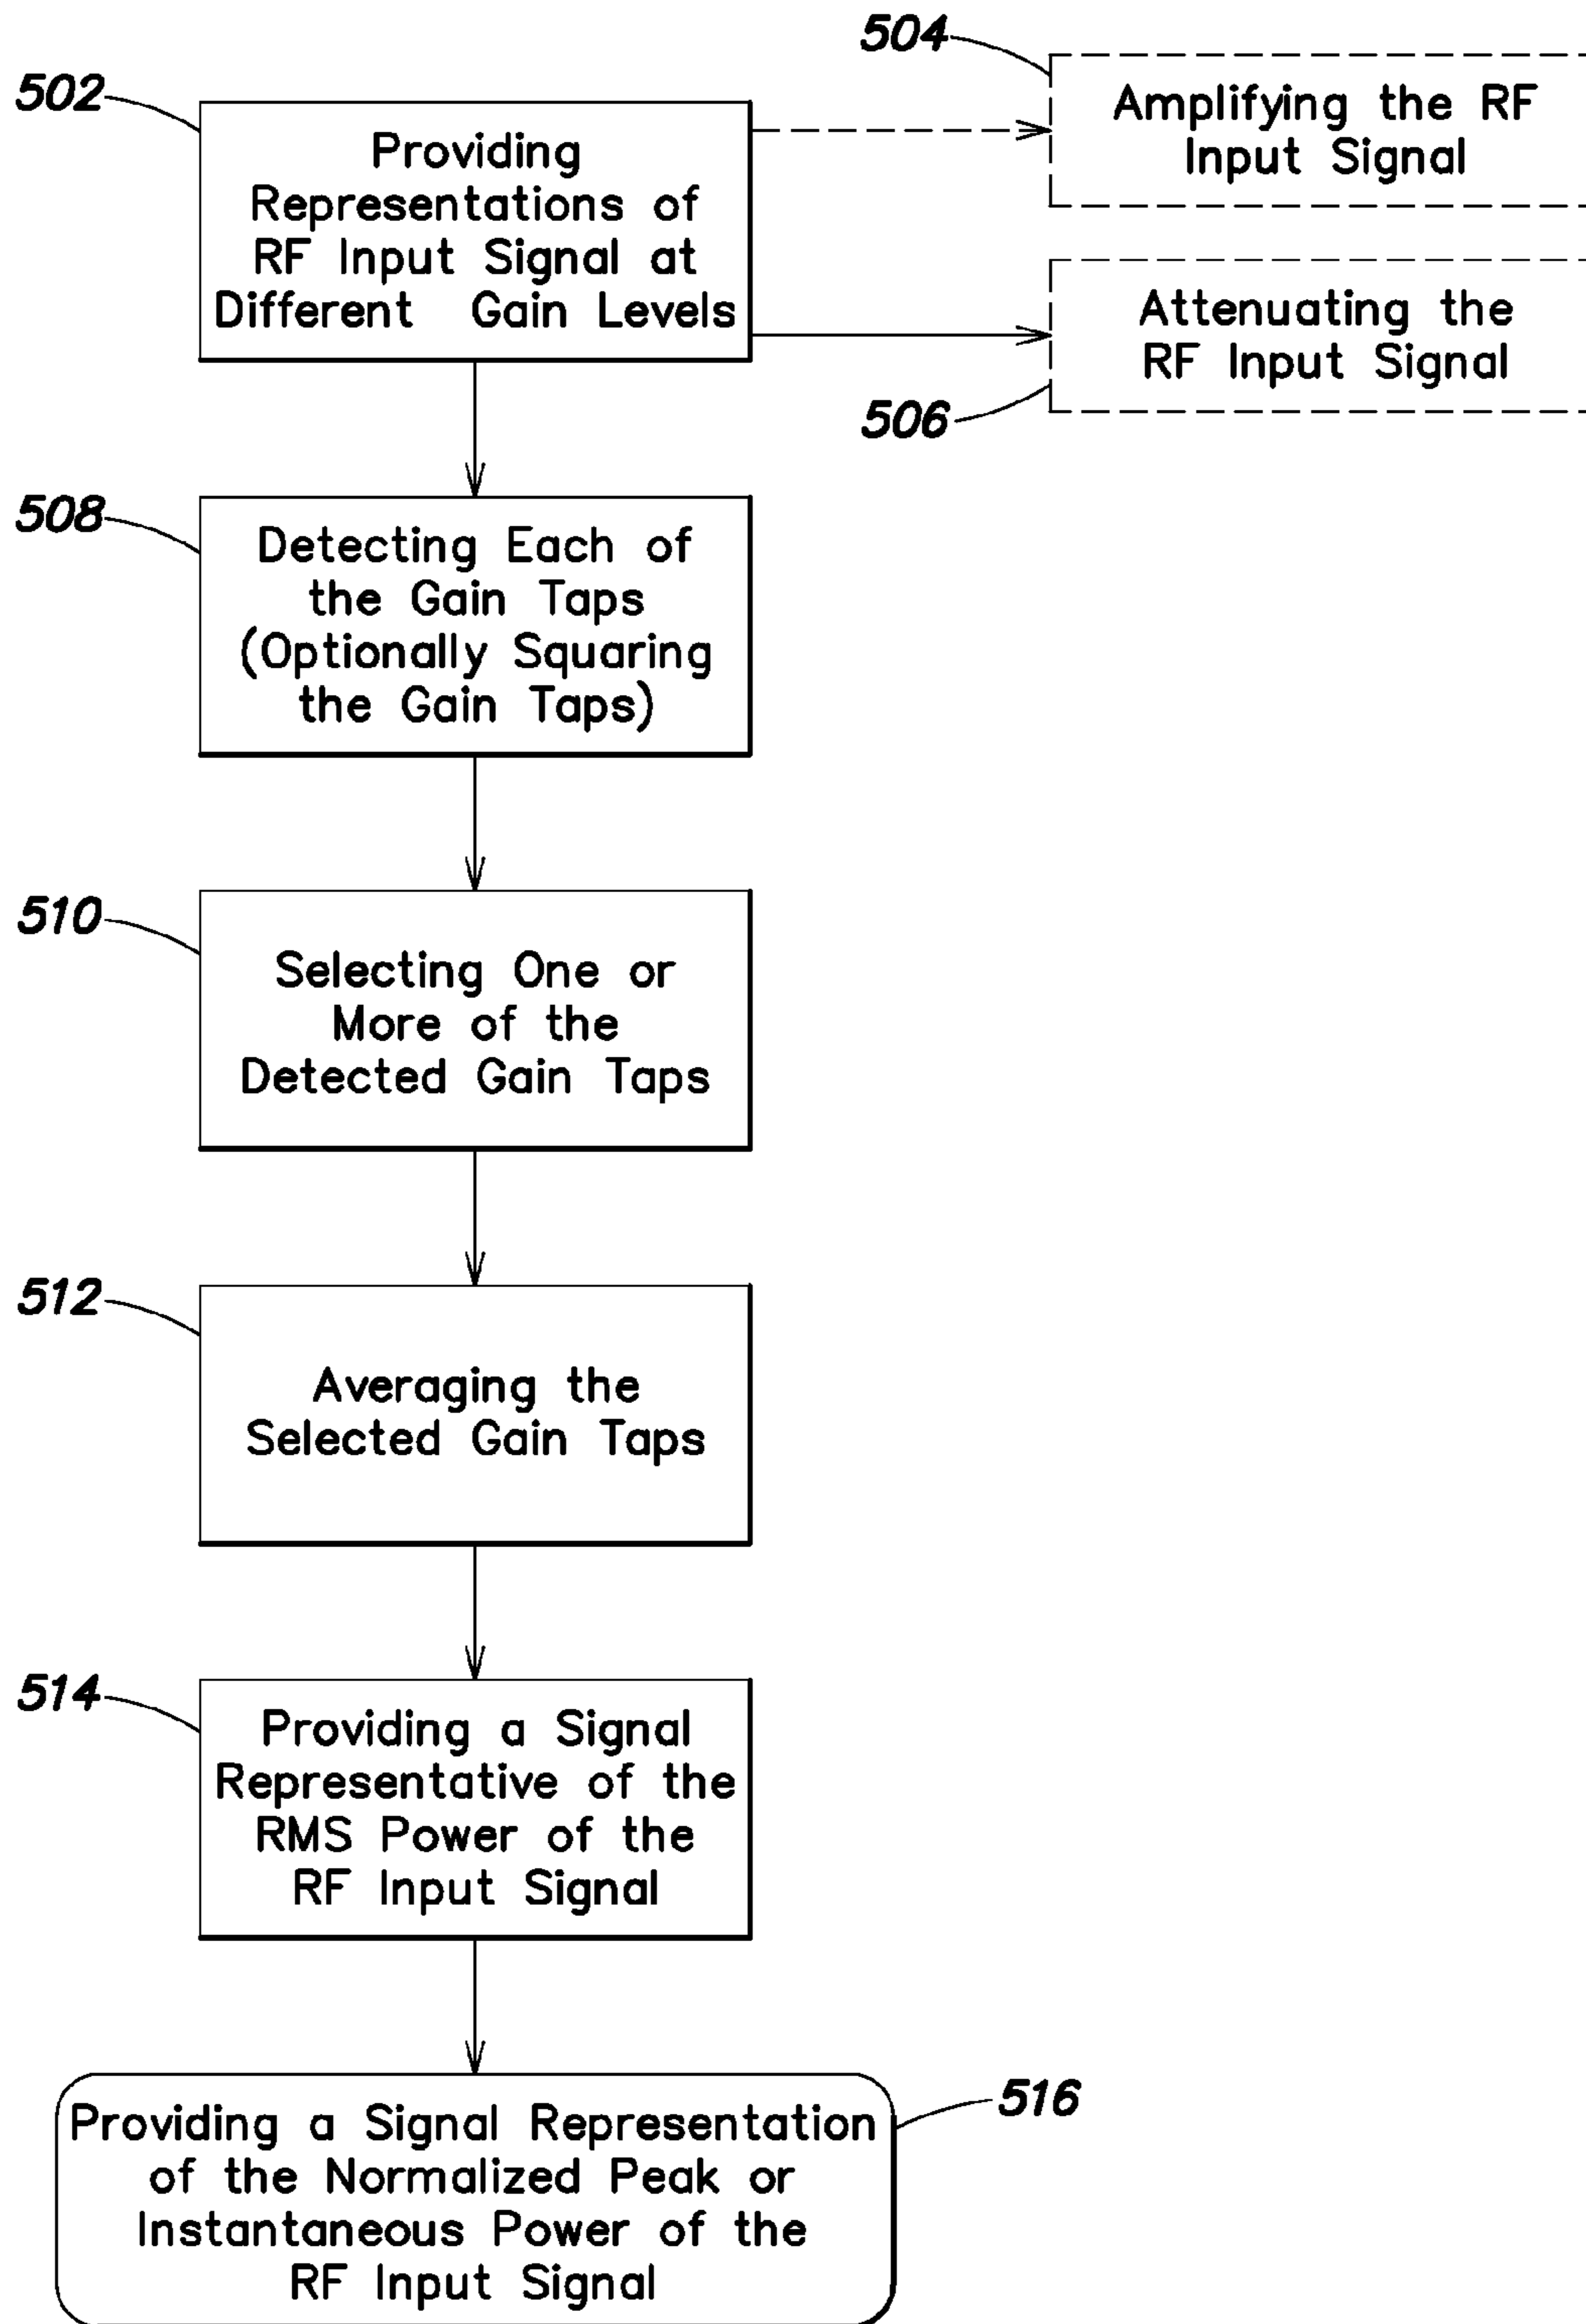 504
502
Amplifying the RF
Input Signal
Providing
Representations of
RF Input Signal at
Different Gain Levels
Attenuating the
RF Input Signal
506
508
Detecting Each of
the Gain Taps
(Optionally Squaring
the Gain Taps)
510
Selecting One or
More of the
Detected Gain Taps
512
Averaging the
Selected Gain Taps
514
Providing a Signal
Representative of the
RMS Power of the
RF Input Signal
516
Providing a Signal Representation
of the Normalized Peak or
Instantaneous Power of the
RF Input Signal